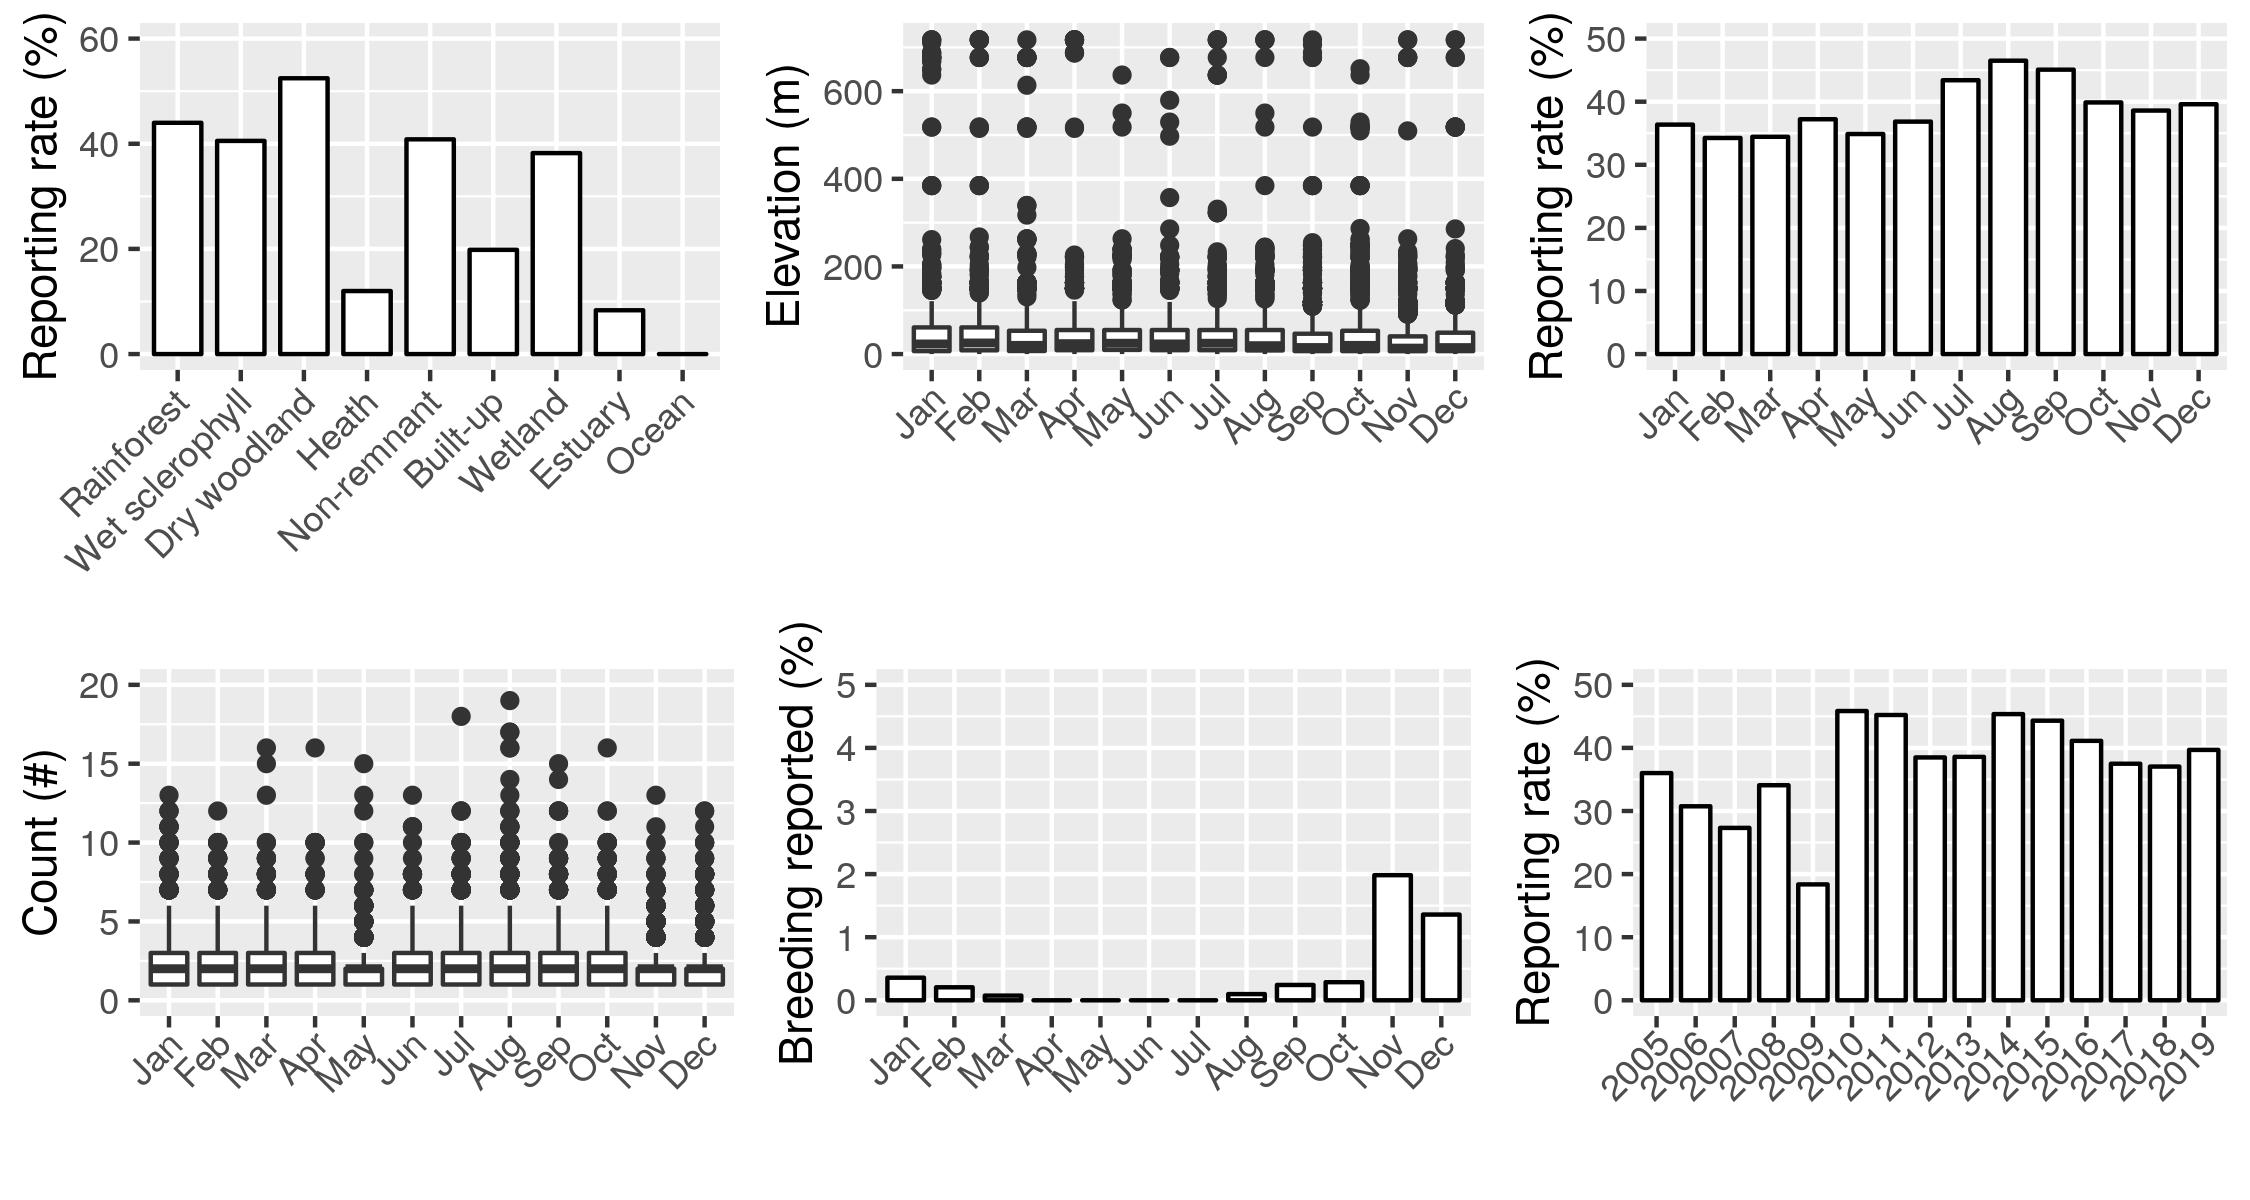 Reporting rate (%)
60
40
20
0
Rainforest
Wet sclerophyll
Dry woodland
Heath
Non-remnant
Built-up
Wetland
Estuary
Ocean
Elevation (m)
600
400
200
0
Jan
Feb
Mar
Apr
May
Jun
Jul
Aug
Sep
Oct
Nov
Dec
Reporting rate (%)
50
40
30
20
10
0
Jan
Feb
Mar
Apr
May
Jun
Jul
Aug
Sep
Oct
Nov
Dec
Count (#)
20
15
10
5
0
Jan
Feb
Mar
Apr
May
Jun
Jul
Aug
Sep
Oct
Nov
Dec
Breeding reported (%)
5
4
3
2
1
0
Jan
Feb
Mar
Apr
May
Jun
Jul
Aug
Sep
Oct
Nov
Dec
Reporting rate (%)
50
40
30
20
10
0
2005
2006
2007
2008
2009
2010
2011
2012
2013
2014
2015
2016
2017
2018
2019